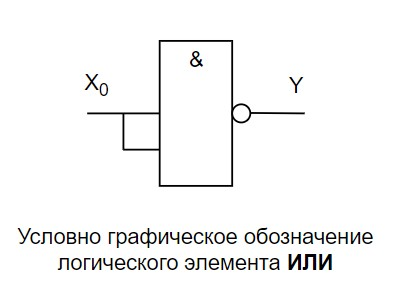 &
X₀ Y
Условно графическое обозначение
логического элемента ИЛИ